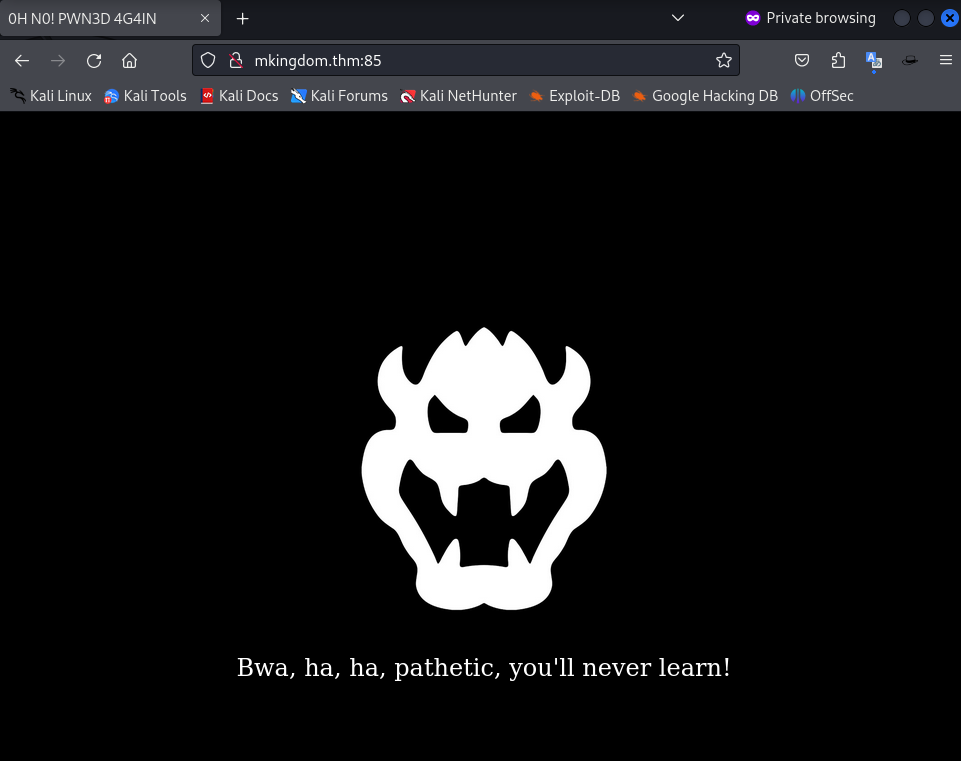 0H N0! PWN3D 4G4IN
Private browsing
mkingdom.thm:85
Kali Linux
Kali Tools
Kali Docs
Kali Forums
Kali NetHunter
Exploit-DB
Google Hacking DB
OffSec
Bwa, ha, ha, pathetic, you'll never learn!